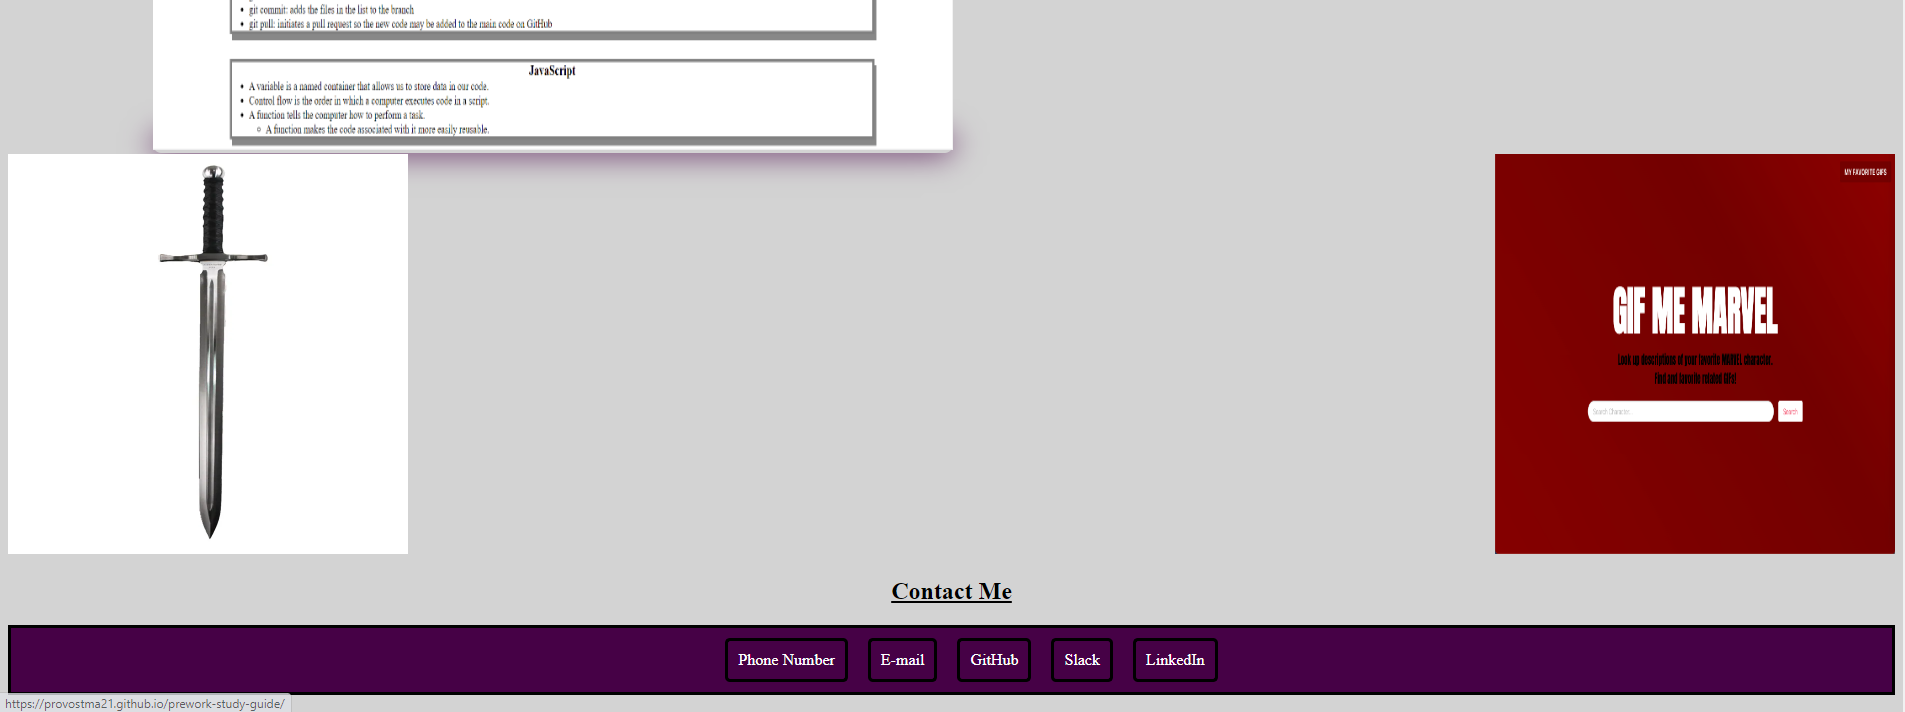 git commit: adds the files in the list to the branch
git pull: initiates a pull request so the new code may be added to the main code on GitHub
JavaScript
A variable is a named container that allows us to store data in our code.
Control flow is the order in which a computer executes code in a script.
A function tells the computer how to perform a task.
A function makes the code associated with it more easily reusable.
MY FAVORITE GIFS
GIF ME MARVEL
Look up descriptions of your favorite MARVEL character.
Find and favorite related GIFs!
Search Character
Search
Contact Me
Phone Number
E-mail
GitHub
Slack
LinkedIn
https://provostma21.github.io/prework-study-guide/